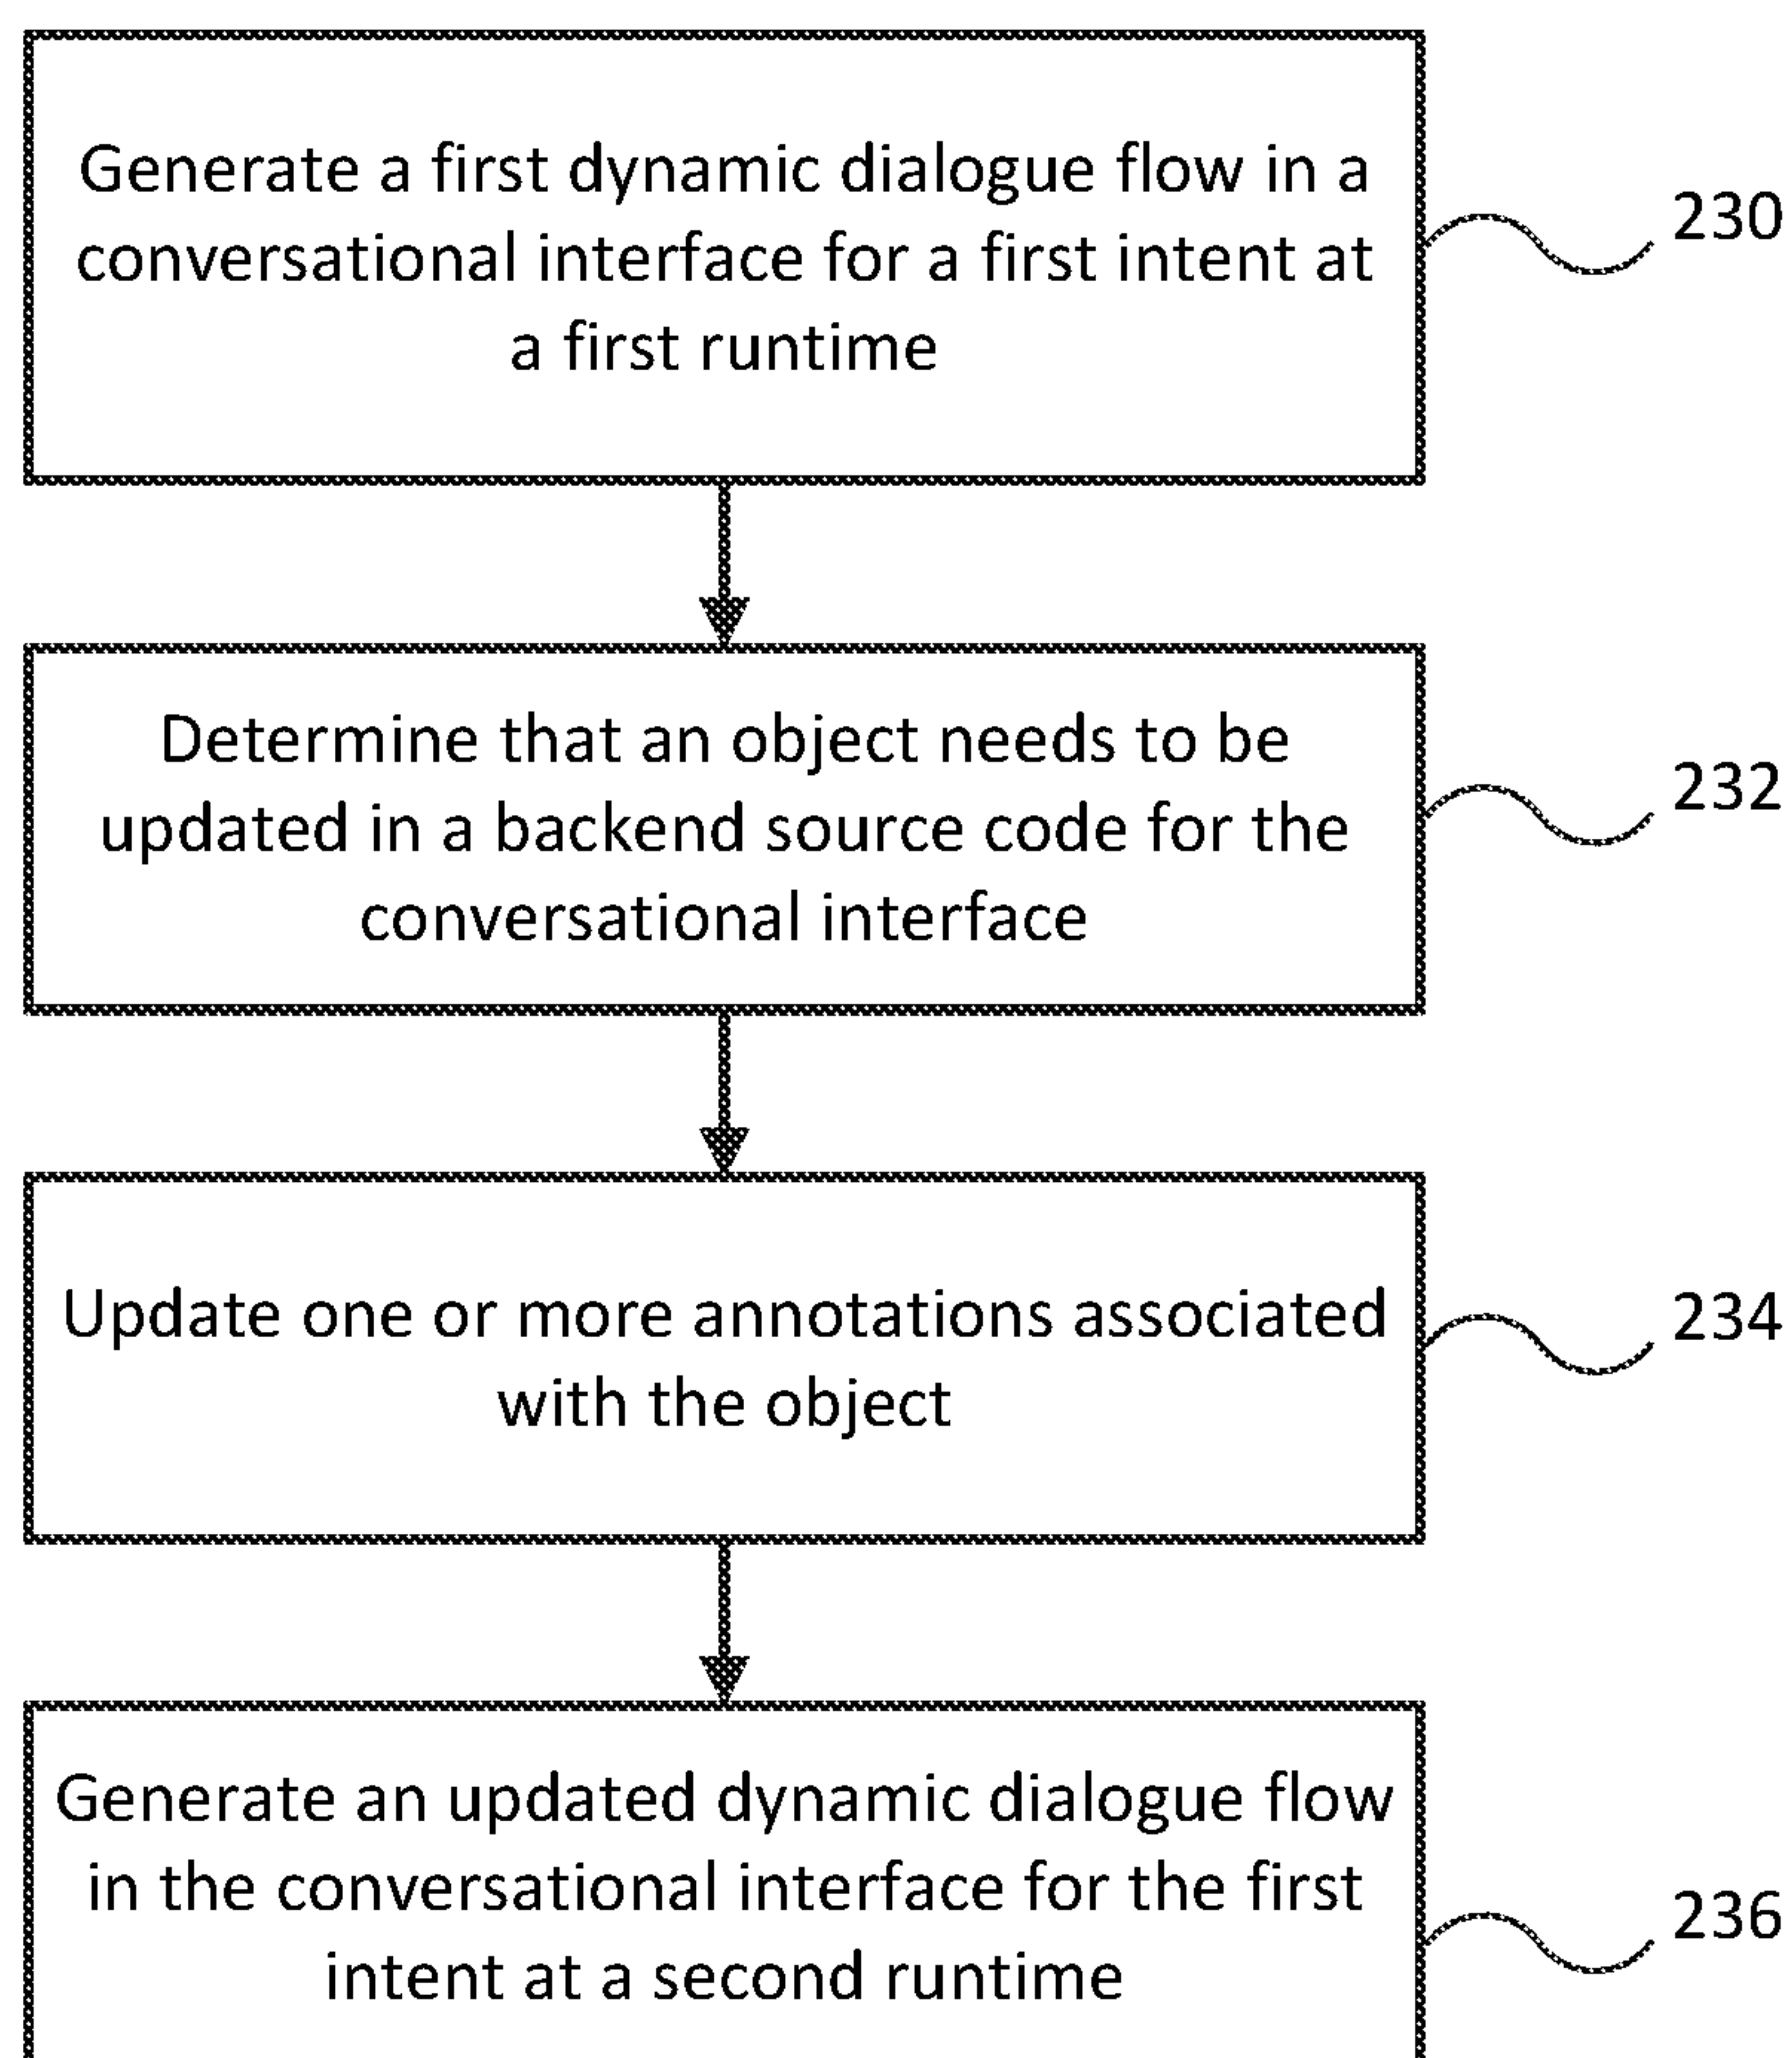 Generate a first dynamic dialogue flow in a
conversational interface for a first intent at
a first runtime
230
Determine that an object needs to be
updated in a backend source code for the
conversational interface
232
Update one or more annotations associated
with the object
234
Generate an updated dynamic dialogue flow
in the conversational interface for the first
intent at a second runtime
236